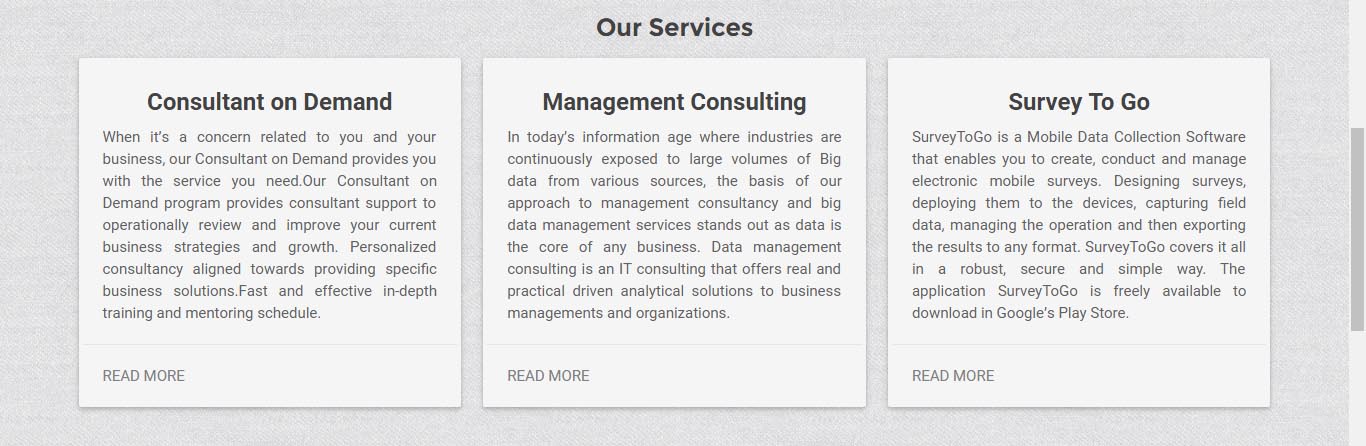 Our Services
Consultant on Demand
When it's a concern related to you and your
business, our Consultant on Demand provides you
with the service you need.Our Consultant on
Demand program provides consultant support to
operationally review and improve your current
business strategies and growth. Personalized
consultancy aligned towards providing specific
business solutions.Fast and effective in-depth
training and mentoring schedule.
READ MORE
Management Consulting
In today's information age where industries are
continuously exposed to large volumes of Big
data from various sources, the basis of our
approach to management consultancy and big
data management services stands out as data is
the core of any business. Data management
consulting is an IT consulting that offers real and
practical driven analytical solutions to business
managements and organizations.
READ MORE
Survey To Go
SurveyToGo is a Mobile Data Collection Software
that enables you to create, conduct and manage
electronic mobile surveys. Designing surveys,
deploying them to the devices, capturing field
data, managing the operation and then exporting
the results to any format. SurveyToGo covers it all
in a robust, secure and simple way. The
application SurveyToGo is freely available to
download in Google's Play Store.
READ MORE